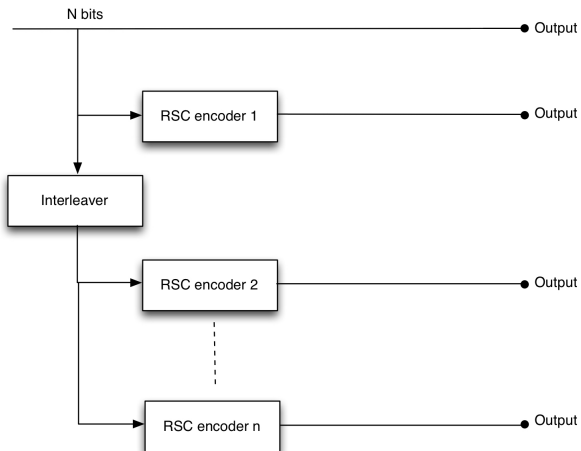 N bits
Output
RSC encoder 1
Output
Interleaver
RSC encoder 2
Output
RSC encoder n
Output